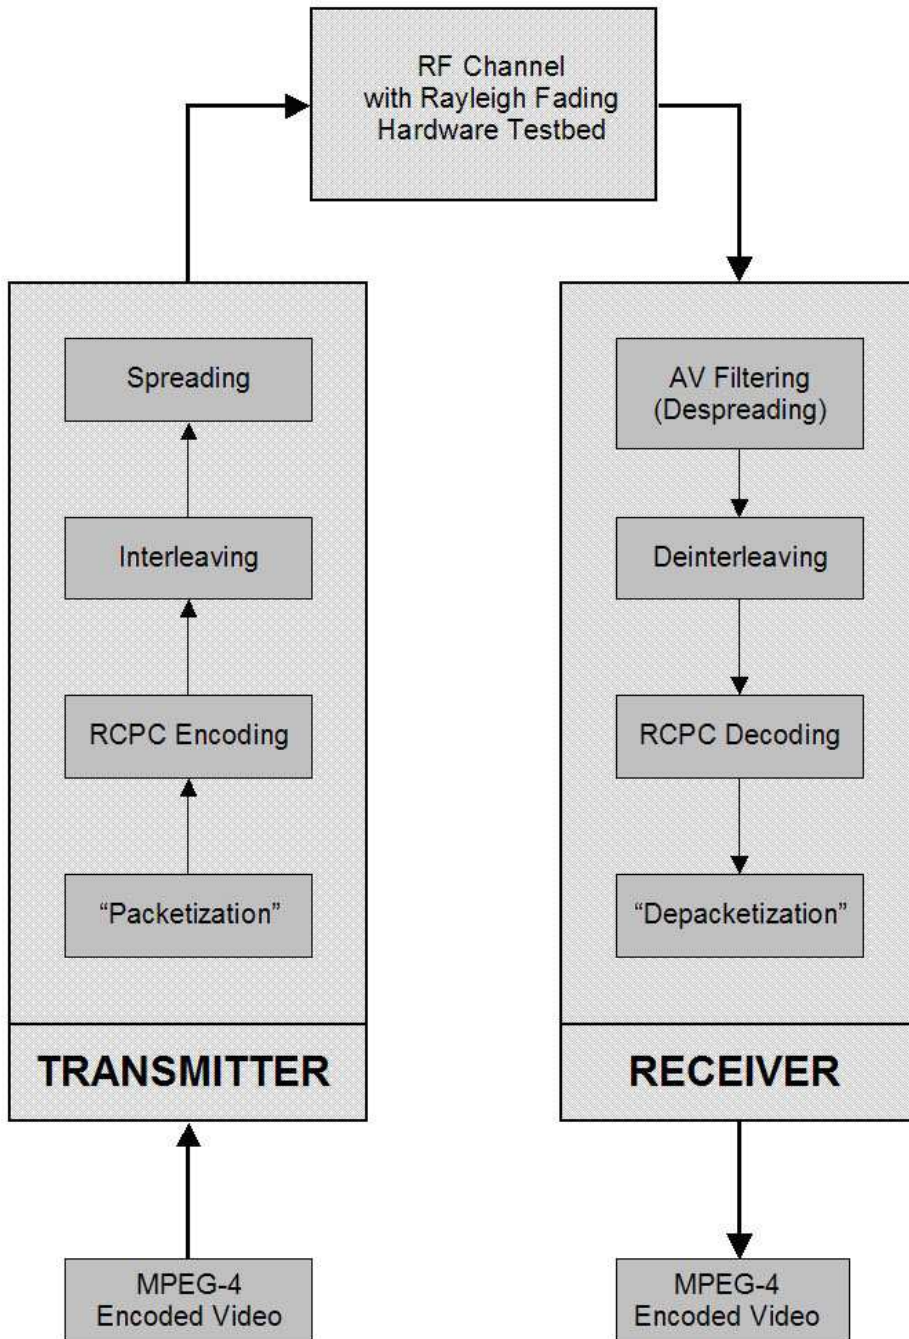 RF Channel
with Rayleigh Fading
Hardware Testbed
Spreading
Interleaving
RCPC Encoding
“Packetization”
TRANSMITTER
MPEG-4
Encoded Video
AV Filtering
(Despreading)
Deinterleaving
RCPC Decoding
“Depacketization”
RECEIVER
MPEG-4
Encoded Video